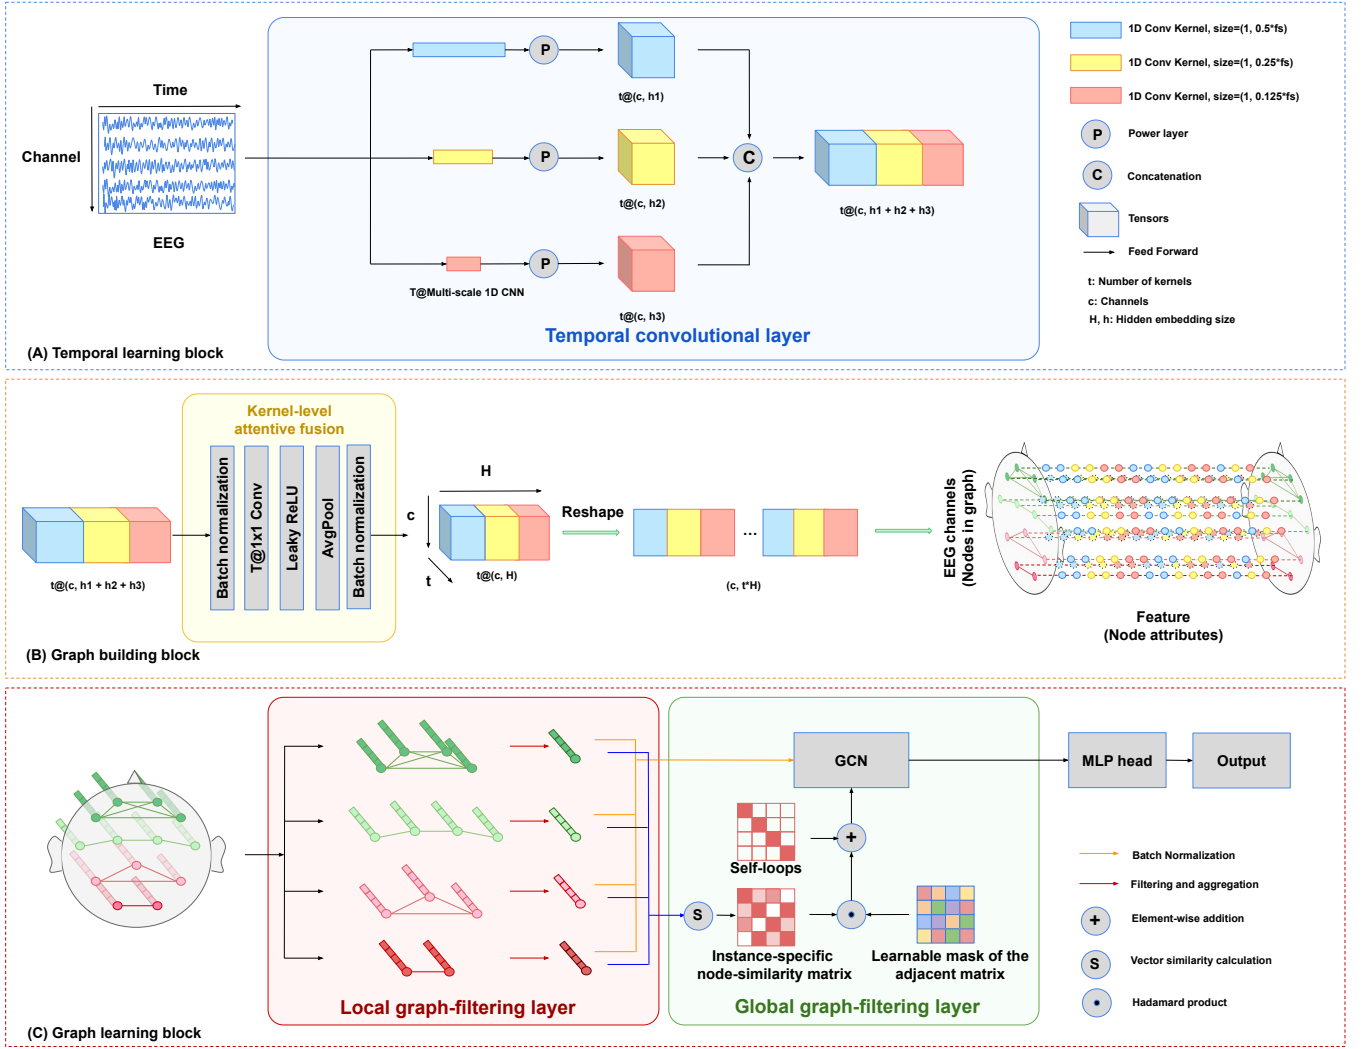 Time
Channel
EEG
P
P
P
t@(c, h1)
t@(c, h2)
t@(c, h3)
T@Multi-scale 1D CNN
C
t@(c, h1 + h2 + h3)
Temporal convolutional layer
(A) Temporal learning block
1D Conv Kernel, size=(1, 0.5*fs)
1D Conv Kernel, size=(1, 0.25*fs)
1D Conv Kernel, size=(1, 0.125*fs)
P
Power layer
C
Concatenation
Tensors
Feed Forward
t: Number of kernels
c: Channels
H, h: Hidden embedding size
Kernel-level
attentive fusion
t@(c, h1 + h2 + h3)
Batch normalization
T@1x1 Conv
Leaky ReLU
AvgPool
Batch normalization
H
c
t
t@(c, H)
Reshape
...
(c, t*H)
EEG channels
(Nodes in graph)
Feature
(Node attributes)
(B) Graph building block
Local graph-filtering layer
GCN
+
Self-loops
S
Instance-specific
node-similarity matrix
Learnable mask of the
adjacent matrix
Global graph-filtering layer
MLP head
Output
Batch Normalization
Filtering and aggregation
+
Element-wise addition
S
Vector similarity calculation
Hadamard product
(C) Graph learning block